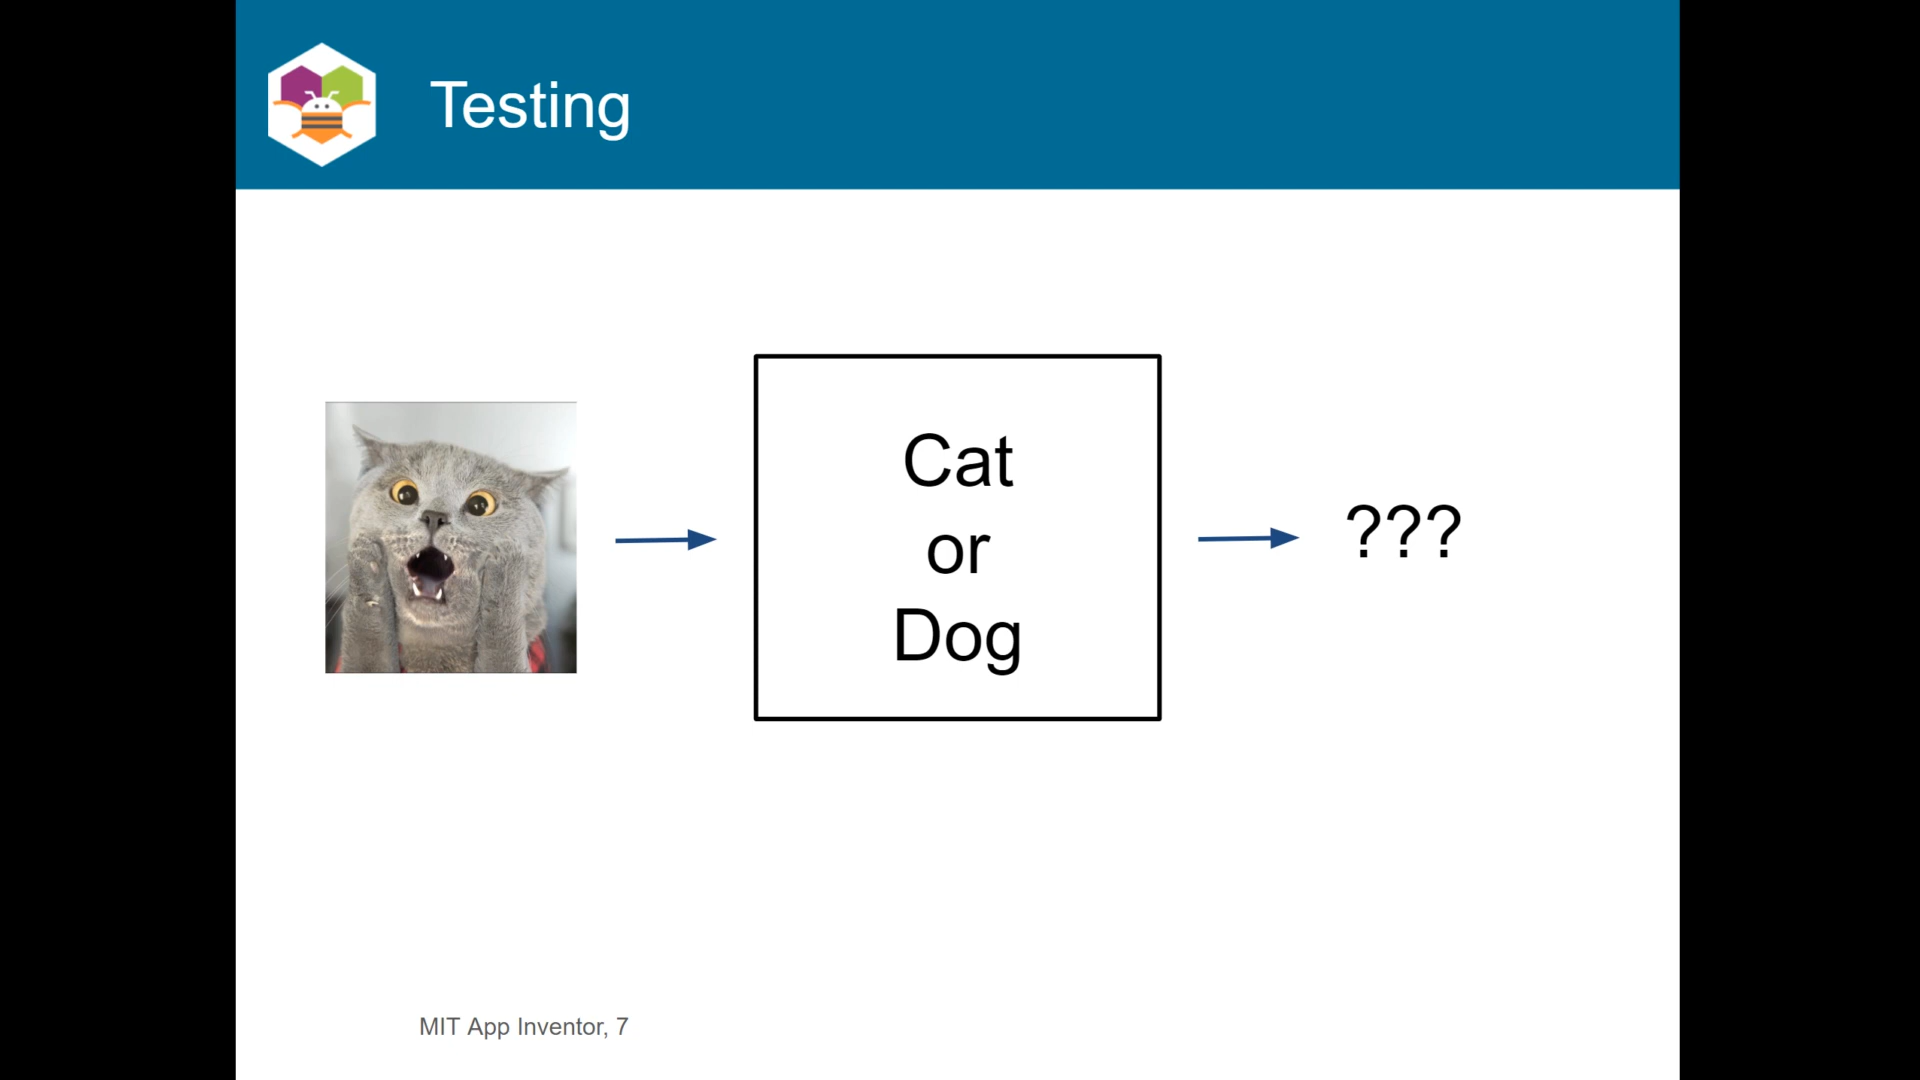 Testing
Cat
or
Dog
???
MIT App Inventor, 7